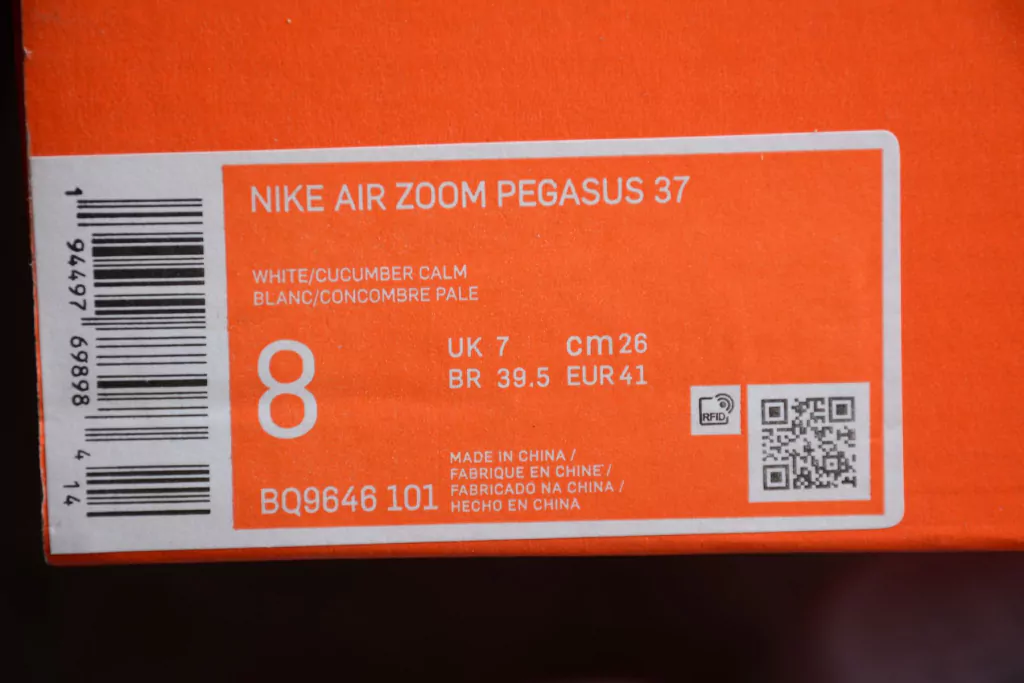 NIKE AIR ZOOM PEGASUS 37
WHITE/CUCUMBER CALM
BLANC/CONCOMBRE PALE
8
UK 7 cm 26
BR 39.5 EUR 41
BQ9646 101
MADE IN CHINA /
FABRIQUE EN CHINE /
FABRICADO NA CHINA /
HECHO EN CHINA
RFID
1 94497 69898 4 14